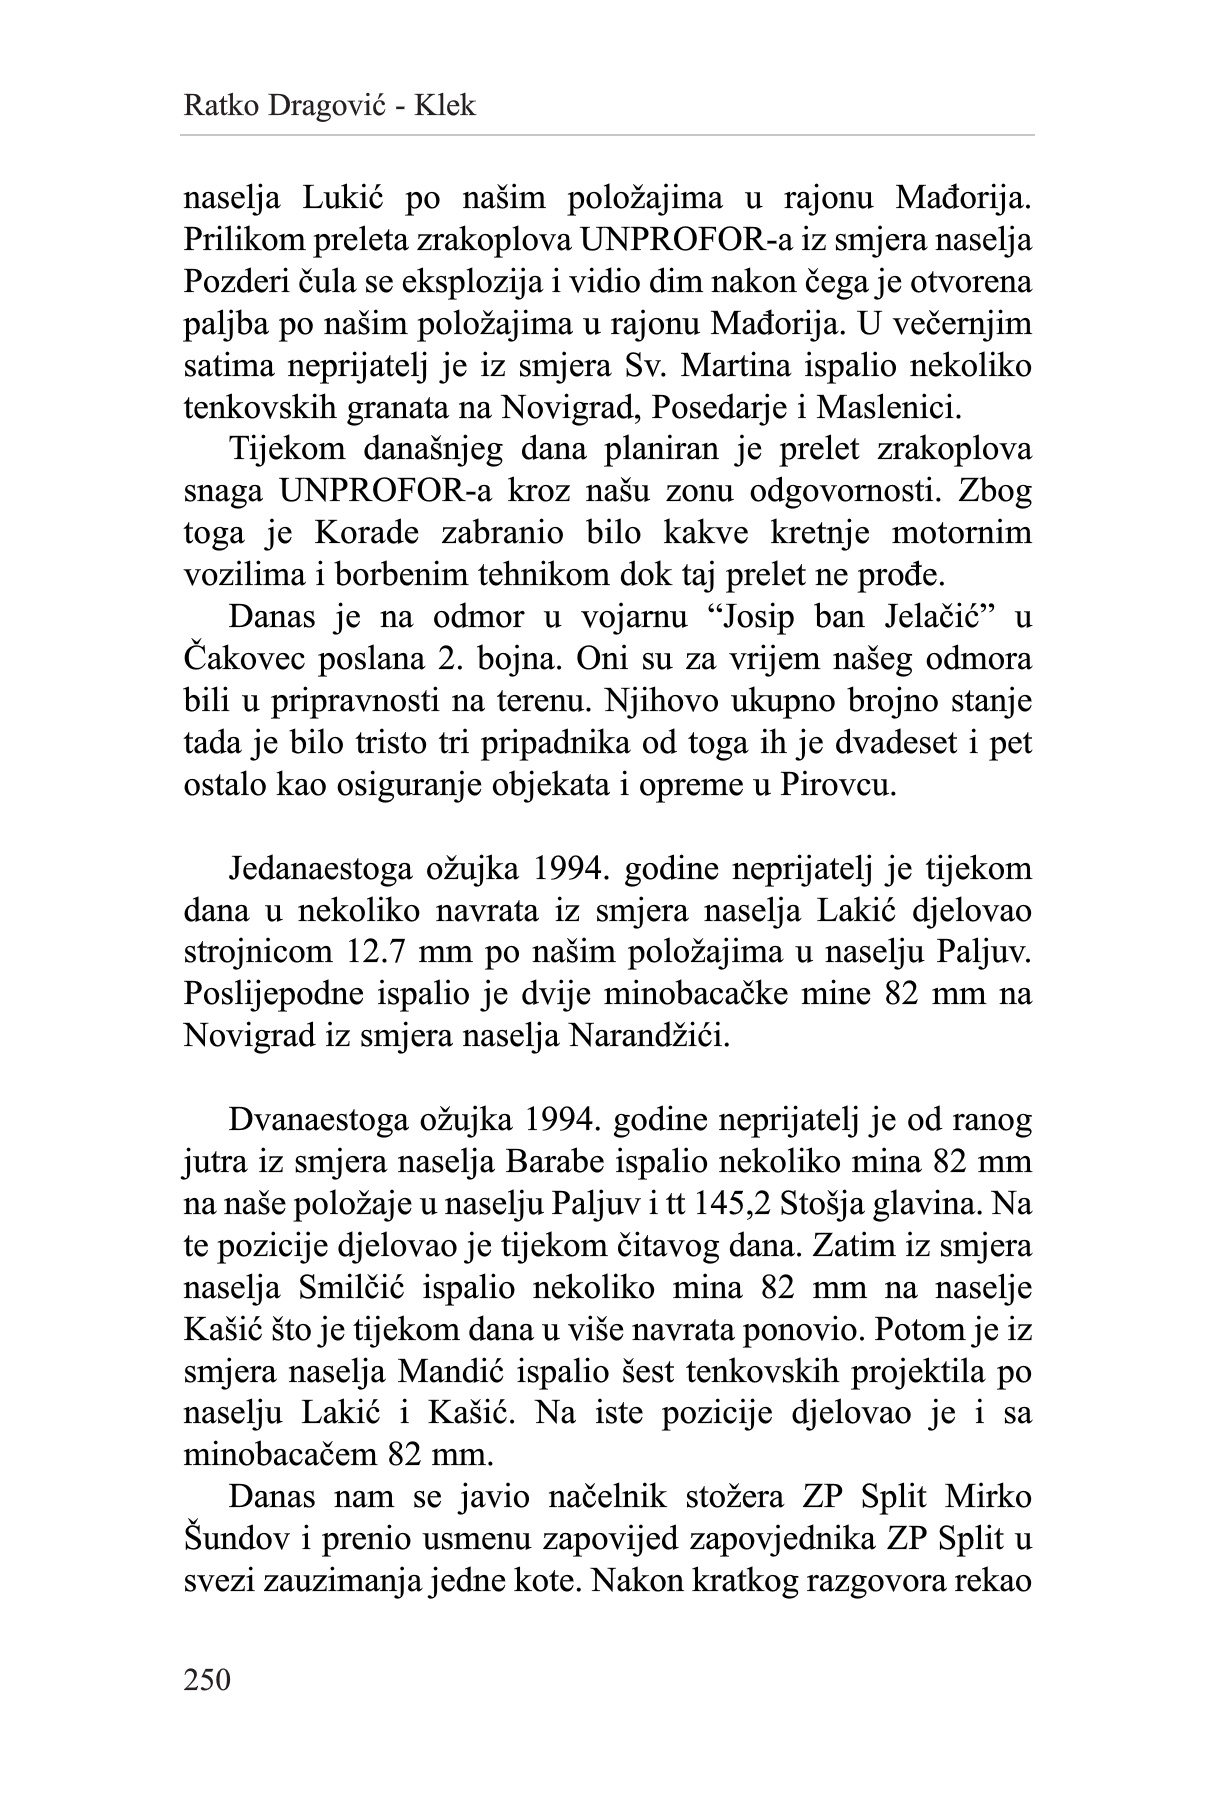 Ratko Dragović - Klek
naselja Lukić po našim položajima u rajonu Mađorija.
Prilikom preleta zrakoplova UNPROFOR-a iz smjera naselja
Pozderi čula se eksplozija i vidio dim nakon čega je otvorena
paljba po našim položajima u rajonu Mađorija. U večernjim
satima neprijatelj je iz smjera Sv. Martina ispalio nekoliko
tenkovskih granata na Novigrad, Posedarje i Maslenici.
Tijekom današnjeg dana planiran je prelet zrakoplova
snaga UNPROFOR-a kroz našu zonu odgovornosti. Zbog
toga je Korade zabranio bilo kakve kretnje motornim
vozilima i borbenim tehnikom dok taj prelet ne prođe.
Danas je na odmor u vojarnu “Josip ban Jelačić” u
Čakovec poslana 2. bojna. Oni su za vrijem našeg odmora
bili u pripravnosti na terenu. Njihovo ukupno brojno stanje
tada je bilo tristo tri pripadnika od toga ih je dvadeset i pet
ostalo kao osiguranje objekata i opreme u Pirovcu.
Jedanaestoga ožujka 1994. godine neprijatelj je tijekom
dana u nekoliko navrata iz smjera naselja Lakić djelovao
strojnicom 12.7 mm po našim položajima u naselju Paljuv.
Poslijepodne ispalio je dvije minobacačke mine 82 mm na
Novigrad iz smjera naselja Narandžići.
Dvanaestoga ožujka 1994. godine neprijatelj je od ranog
jutra iz smjera naselja Barabe ispalio nekoliko mina 82 mm
na naše položaje u naselju Paljuv i tt 145,2 Stošja glavina. Na
te pozicije djelovao je tijekom čitavog dana. Zatim iz smjera
naselja Smilčić ispalio nekoliko mina 82 mm na naselje
Kašić što je tijekom dana u više navrata ponovio. Potom je iz
smjera naselja Mandić ispalio šest tenkovskih projektila po
naselju Lakić i Kašić. Na iste pozicije djelovao je i sa
minobacačem 82 mm.
Danas nam se javio načelnik stožera ZP Split Mirko
Šundov i prenio usmenu zapovijed zapovjednika ZP Split u
svezi zauzimanja jedne kote. Nakon kratkog razgovora rekao
250